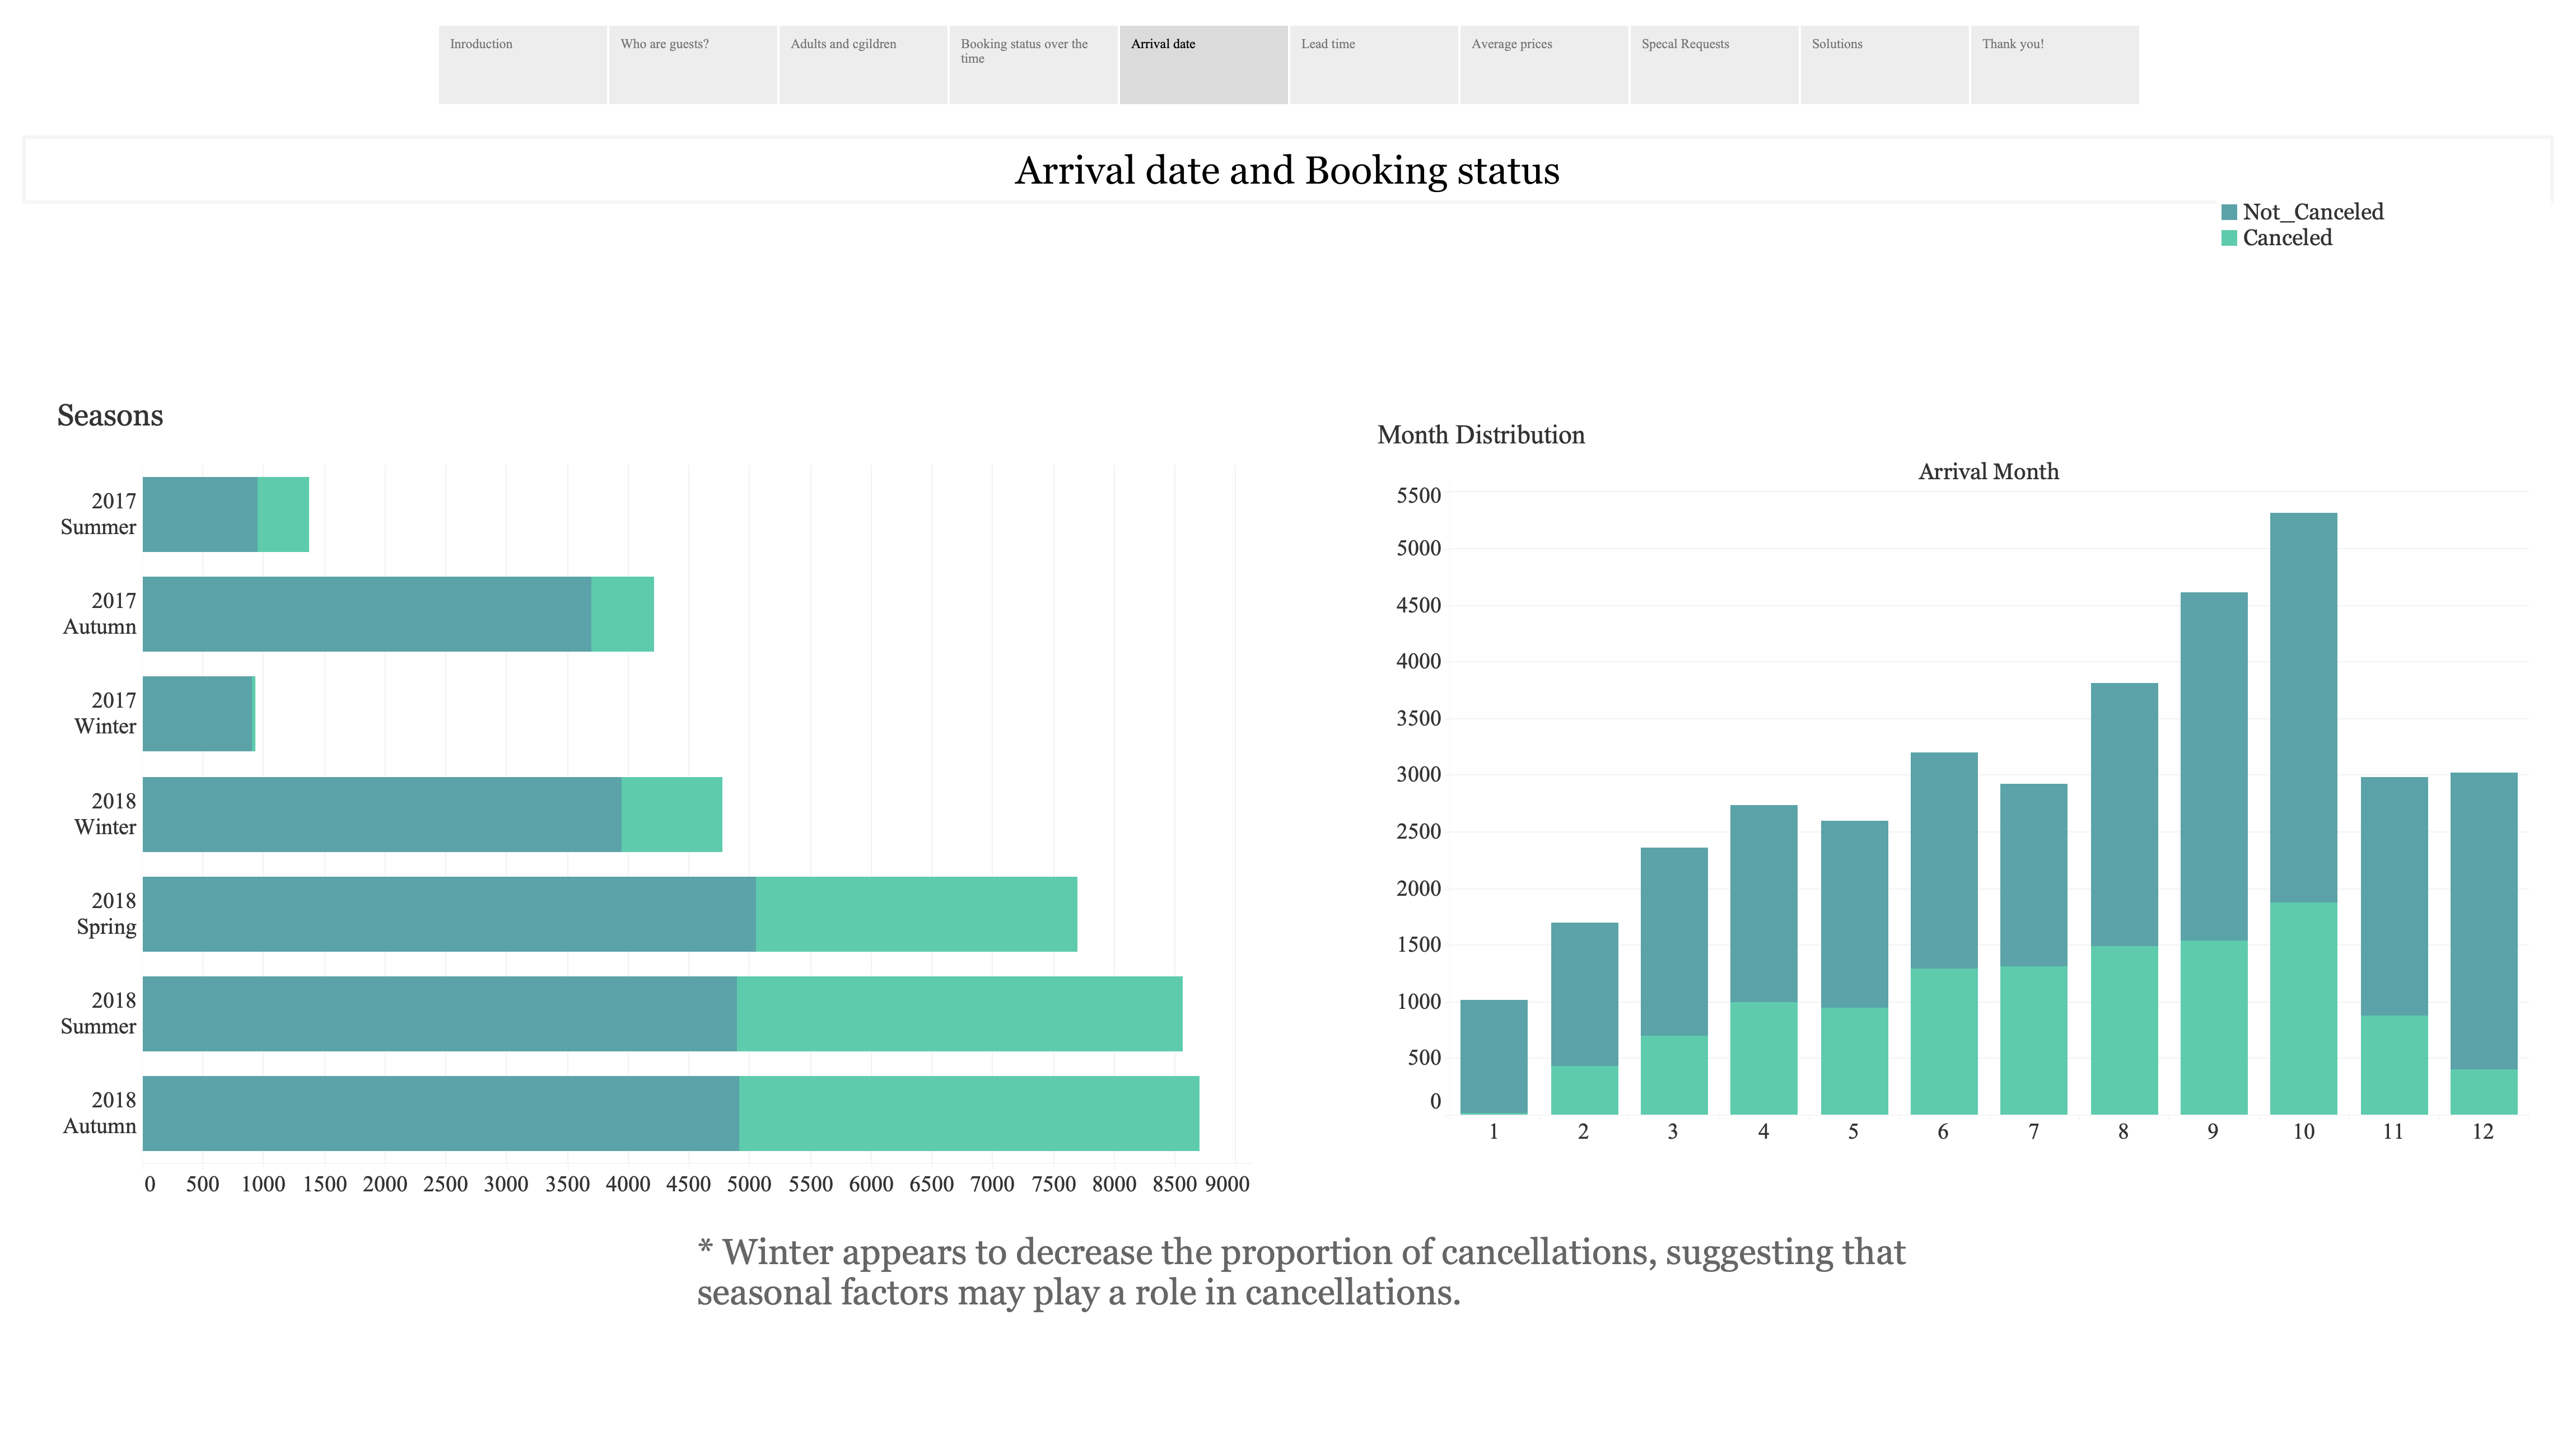 Inroduction
Who are guests?
Adults and cgildren
Booking status over the
time
Arrival date
Lead time
Average prices
Specal Requests
Solutions
Thank you!
Arrival date and Booking status
Not_Canceled
Canceled
Seasons
2017
Summer
2017
Autumn
2017
Winter
2018
Winter
2018
Spring
2018
Summer
2018
Autumn
0 500 1000 1500 2000 2500 3000 3500 4000 4500 5000 5500 6000 6500 7000 7500 8000 8500 9000
Month Distribution
Arrival Month
5500
5000
4500
4000
3500
3000
2500
2000
1500
1000
500
0
1 2 3 4 5 6 7 8 9 10 11 12
* Winter appears to decrease the proportion of cancellations, suggesting that
seasonal factors may play a role in cancellations.